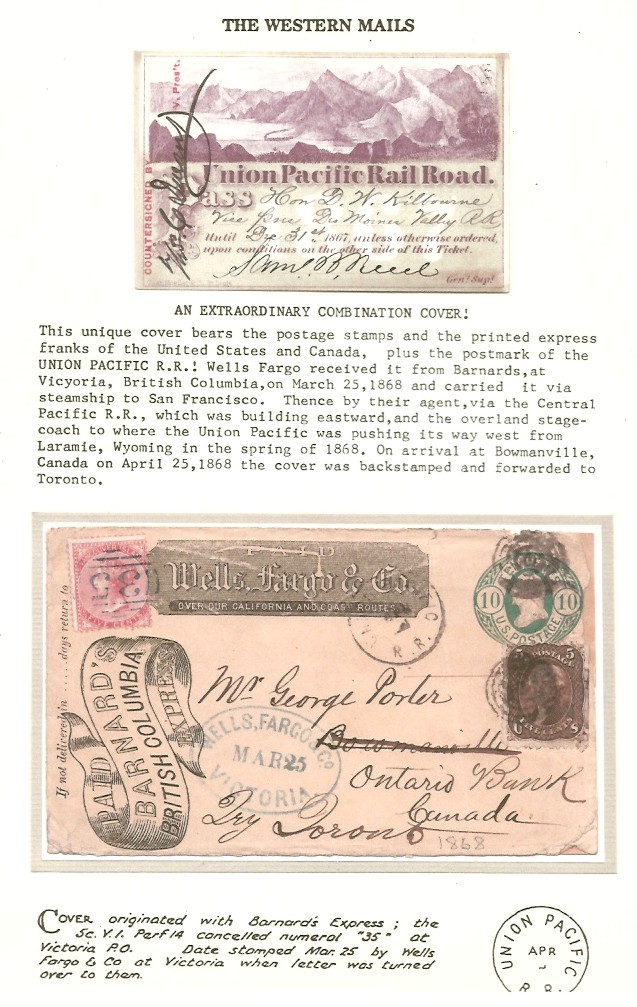 THE WESTERN MAILS
COUNTERSIGNED BY
V. Pres't.
Union Pacific Rail Road.
ass Hon D. W. Kilbourne
Vice Pres Des Moines Valley R.R
Until Dec 31st 1867, unless otherwise ordered,
upon conditions on the other side of this Ticket.
Saml. B. Reed
Gen'l Sup!
AN EXTRAORDINARY COMBINATION COVER!
This unique cover bears the postage stamps and the printed express
franks of the United States and Canada, plus the postmark of the
UNION PACIFIC R.R.! Wells Fargo received it from Barnards,at
Vicyoria, British Columbia,on March 25,1868 and carried it via
steamship to San Francisco. Thence by their agent,via the Central
Pacific R.R., which was building eastward,and the overland stage-
coach to where the Union Pacific was pushing its way west from
Laramie, Wyoming in the spring of 1868. On arrival at Bowmanville,
Canada on April 25,1868 the cover was backstamped and forwarded to
Toronto.
PAID
Wells, Fargo & Co.
OVER OUR CALIFORNIA AND COAST ROUTES
R. R. O
10 10
U.S. POSTAGE
5 POSTAGE 5
If not delivered in ..... days return to
PAID
BARNARD'S
BRITISH COLUMBIA
EXPRESS
WELLS, FARGO & CO
MAR 25
VICTORIA
Mr George Porter
Bowmanville
Ontario Bank
Canada
Try Toronto
1868
COVER originated with Barnard's Express ; the
5c. V.I. Perf 14 cancelled numeral "35" at
Victoria P.O. Date stamped Mar. 25 by Wells
Fargo & Co at Victoria when letter was turned
over to them.
UNION PACIFIC
APR
R. R.